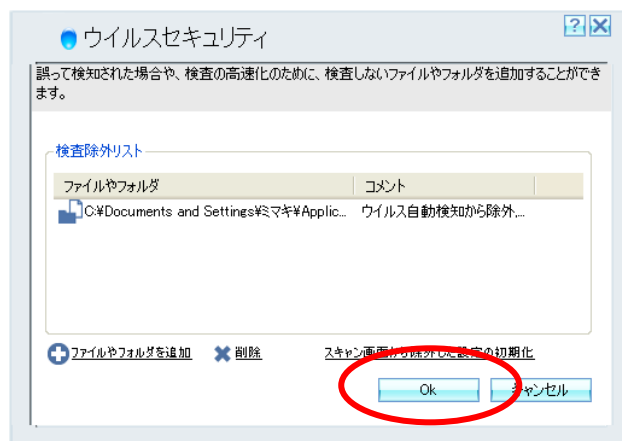 ウイルスセキュリティ
誤って検知された場合や、検査の高速化のために、検査しないファイルやフォルダを追加することができ
ます。
検査除外リスト
ファイルやフォルダ コメント
C:¥Documents and Settings¥ミマキ¥Applic... ウイルス自動検知から除外,...
ファイルやフォルダを追加 削除 スキャン画面から除外した設定の初期化
Ok キャンセル